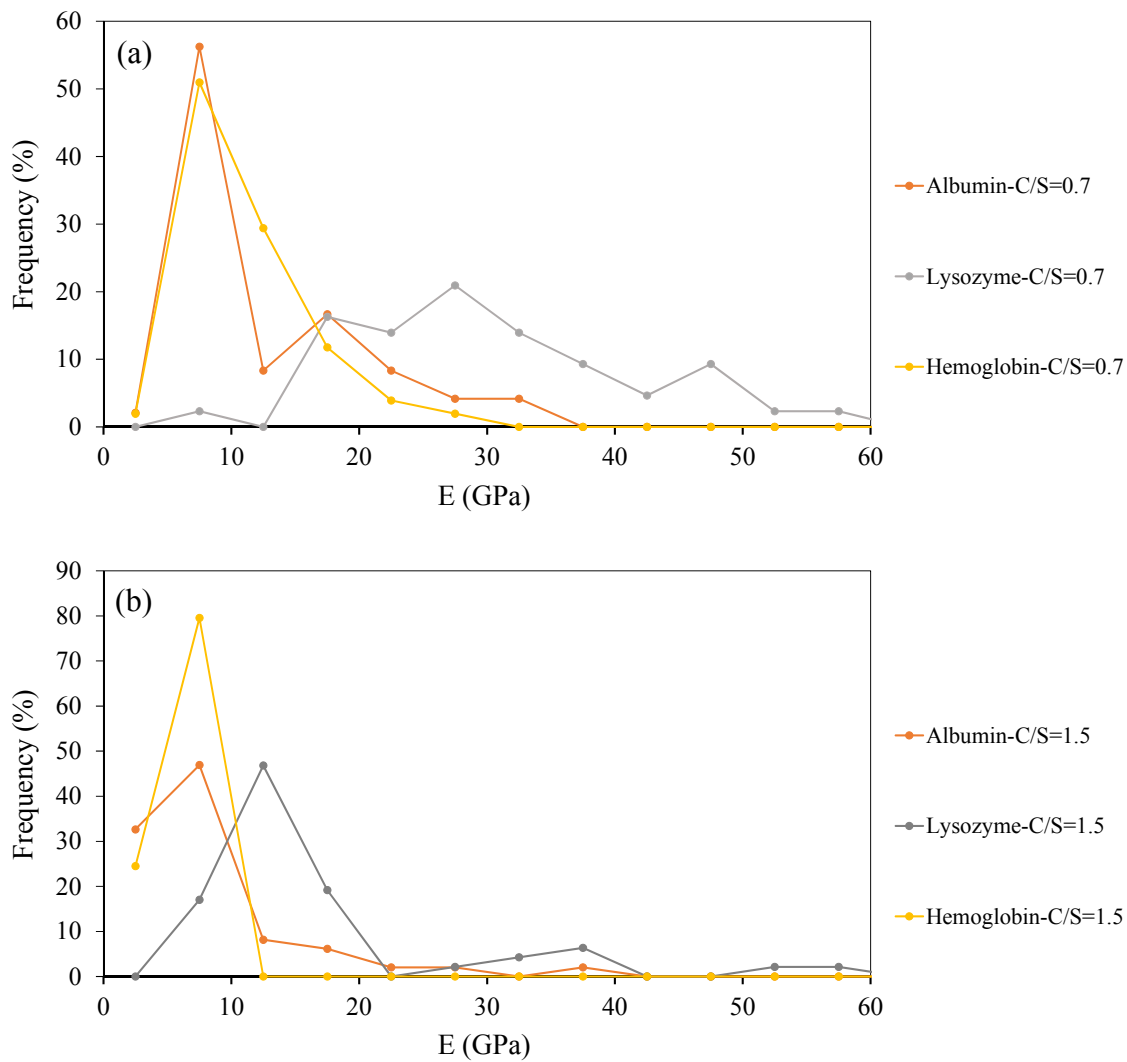 (a)
Frequency (%)
60
50
40
30
20
10
0
0 10 20 30 40 50 60
E (GPa)
Albumin-C/S=0.7
Lysozyme-C/S=0.7
Hemoglobin-C/S=0.7
(b)
Frequency (%)
90
80
70
60
50
40
30
20
10
0
0 10 20 30 40 50 60
E (GPa)
Albumin-C/S=1.5
Lysozyme-C/S=1.5
Hemoglobin-C/S=1.5